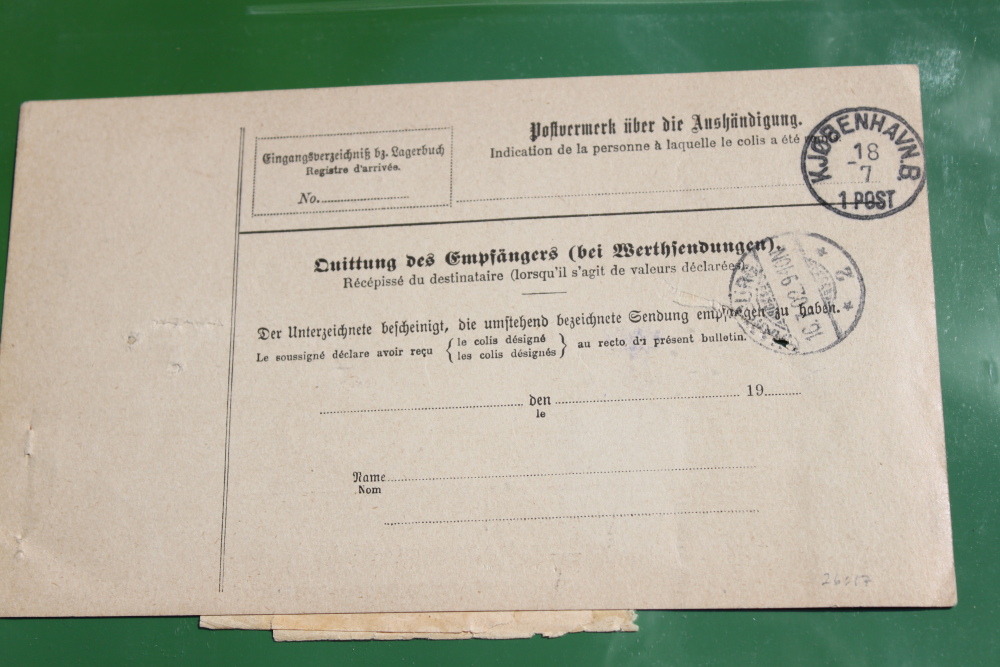 Postvermerk über die Aushändigung.
Indication de la personne à laquelle le colis a été
Eingangsverzeichniß bz. Lagerbuch
Registre d'arrivée.
No.
KJØBENHAVN.B.
18
7
1 POST
Quittung des Empfängers (bei Werthsendungen).
Récépissé du destinataire (lorsqu'il s'agit de valeurs déclarées).
* 2 *
Der Unterzeichnete bescheinigt, die umstehend bezeichnete Sendung empfangen zu haben.
Le soussigné déclare avoir reçu { le colis désigné / les colis désignés } au recto du présent bulletin.
den 19
le
Name
Nom
26017